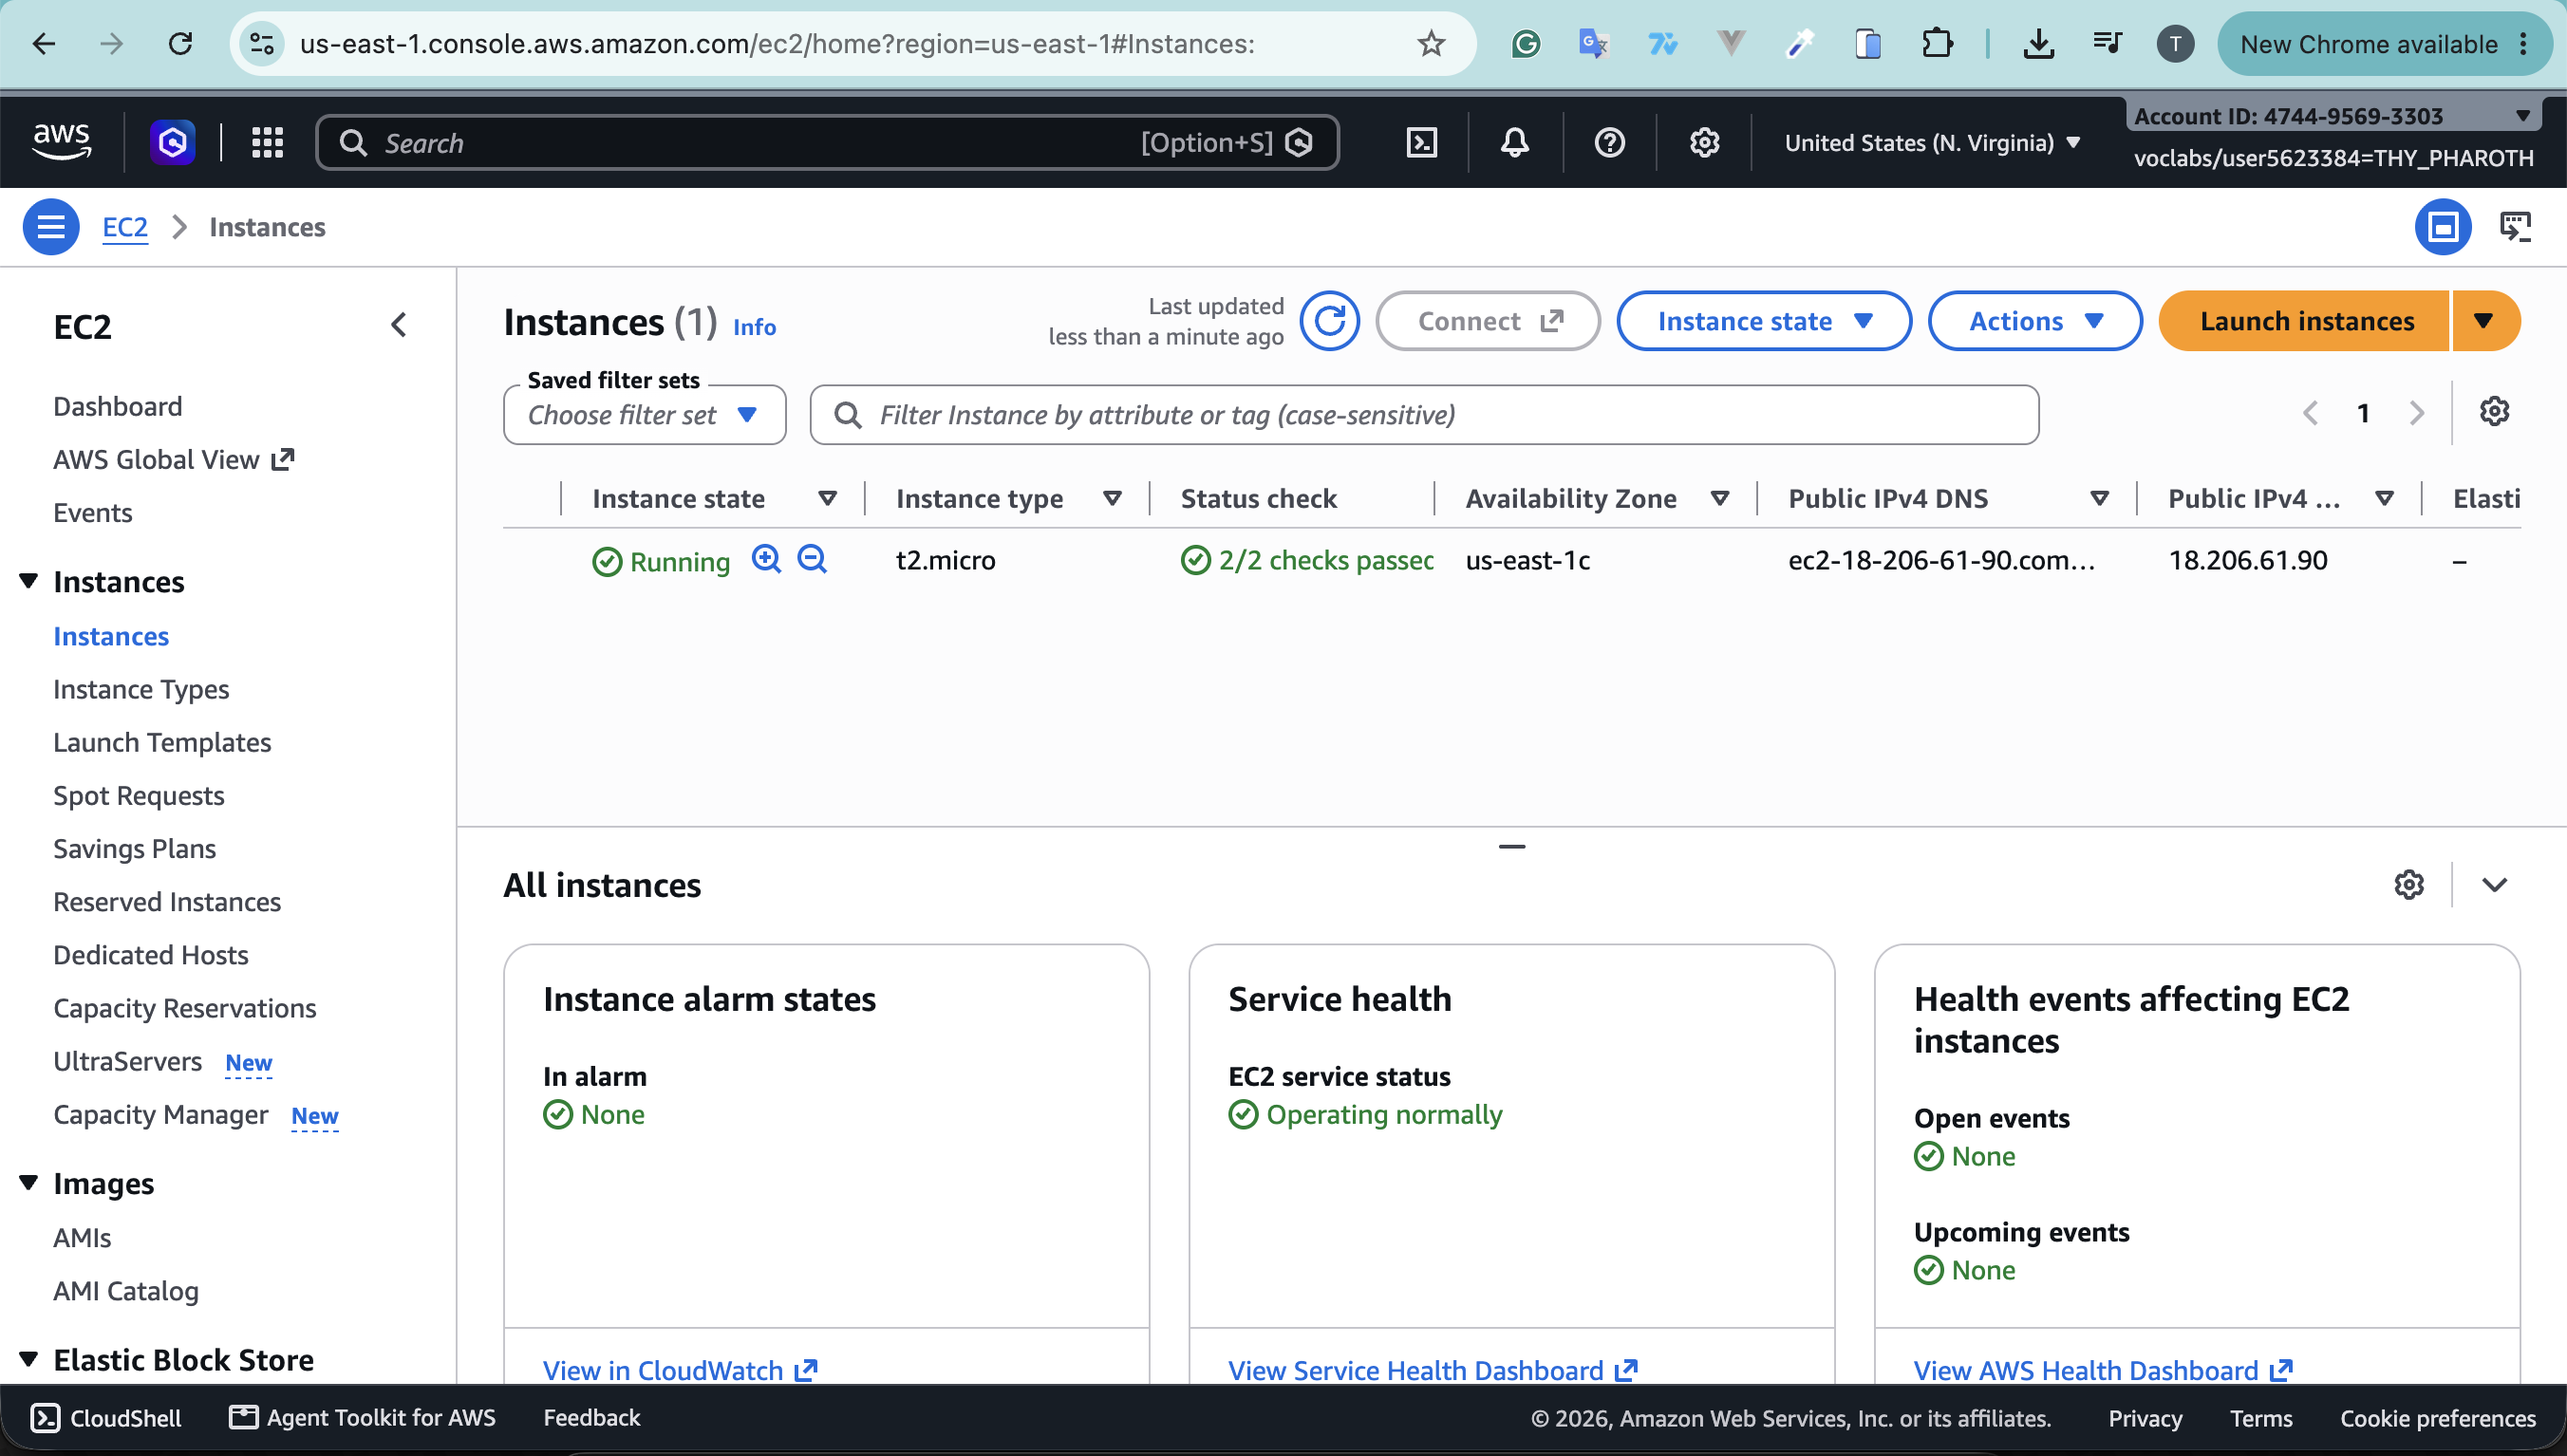 us-east-1.console.aws.amazon.com/ec2/home?region=us-east-1#Instances:
T
New Chrome available
aws
Search
[Option+S]
United States (N. Virginia)
Account ID: 4744-9569-3303
voclabs/user5623384=THY_PHAROTH
EC2
Instances
EC2
Dashboard
AWS Global View
Events
Instances
Instances
Instance Types
Launch Templates
Spot Requests
Savings Plans
Reserved Instances
Dedicated Hosts
Capacity Reservations
UltraServers New
Capacity Manager New
Images
AMIs
AMI Catalog
Elastic Block Store
Instances (1) Info
Last updated
less than a minute ago
Connect
Instance state
Actions
Launch instances
Saved filter sets
Choose filter set
Filter Instance by attribute or tag (case-sensitive)
1
Instance state Instance type Status check Availability Zone Public IPv4 DNS Public IPv4 ... Elasti
Running t2.micro 2/2 checks passec us-east-1c ec2-18-206-61-90.com... 18.206.61.90 –
All instances
Instance alarm states
In alarm
None
View in CloudWatch
Service health
EC2 service status
Operating normally
View Service Health Dashboard
Health events affecting EC2
instances
Open events
None
Upcoming events
None
View AWS Health Dashboard
CloudShell
Agent Toolkit for AWS
Feedback
© 2026, Amazon Web Services, Inc. or its affiliates.
Privacy
Terms
Cookie preferences